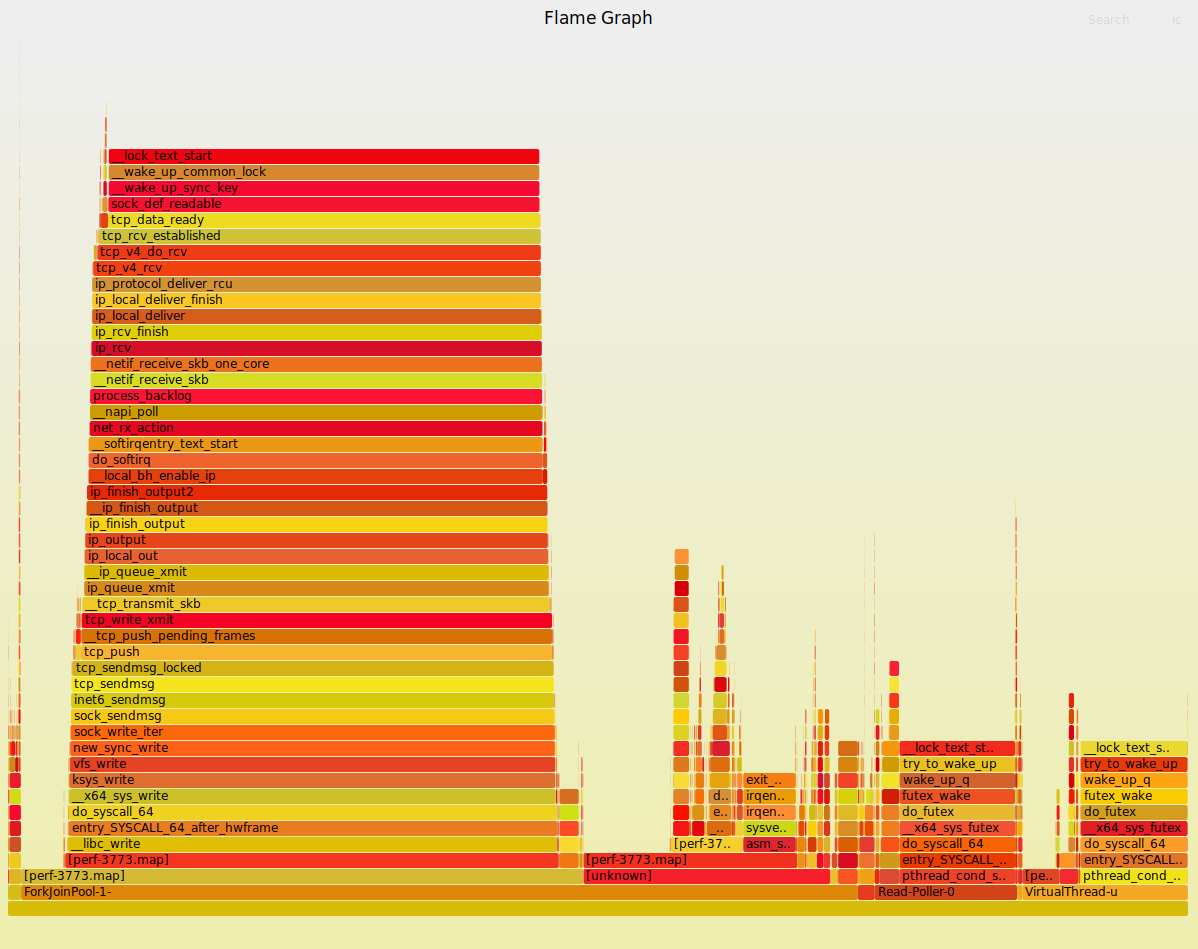 Flame Graph
Search ic
__lock_text_start
__wake_up_common_lock
__wake_up_sync_key
sock_def_readable
tcp_data_ready
tcp_rcv_established
tcp_v4_do_rcv
tcp_v4_rcv
ip_protocol_deliver_rcu
ip_local_deliver_finish
ip_local_deliver
ip_rcv_finish
ip_rcv
__netif_receive_skb_one_core
__netif_receive_skb
process_backlog
__napi_poll
net_rx_action
__softirqentry_text_start
do_softirq
__local_bh_enable_ip
ip_finish_output2
__ip_finish_output
ip_finish_output
ip_output
ip_local_out
__ip_queue_xmit
ip_queue_xmit
__tcp_transmit_skb
tcp_write_xmit
__tcp_push_pending_frames
tcp_push
tcp_sendmsg_locked
tcp_sendmsg
inet6_sendmsg
sock_sendmsg
sock_write_iter
new_sync_write __lock_text_st.. __lock_text_s..
vfs_write try_to_wake_up try_to_wake_up
ksys_write exit_.. wake_up_q wake_up_q
__x64_sys_write d.. irqen.. futex_wake futex_wake
do_syscall_64 e.. irqen.. do_futex do_futex
entry_SYSCALL_64_after_hwframe _.. sysve.. __x64_sys_futex __x64_sys_futex
__libc_write [perf-37.. asm_s.. do_syscall_64 do_syscall_64
[perf-3773.map] [perf-3773.map] entry_SYSCALL_.. entry_SYSCALL..
[perf-3773.map] [unknown] pthread_cond_s.. [pe.. pthread_cond_..
ForkJoinPool-1- Read-Poller-0 VirtualThread-u